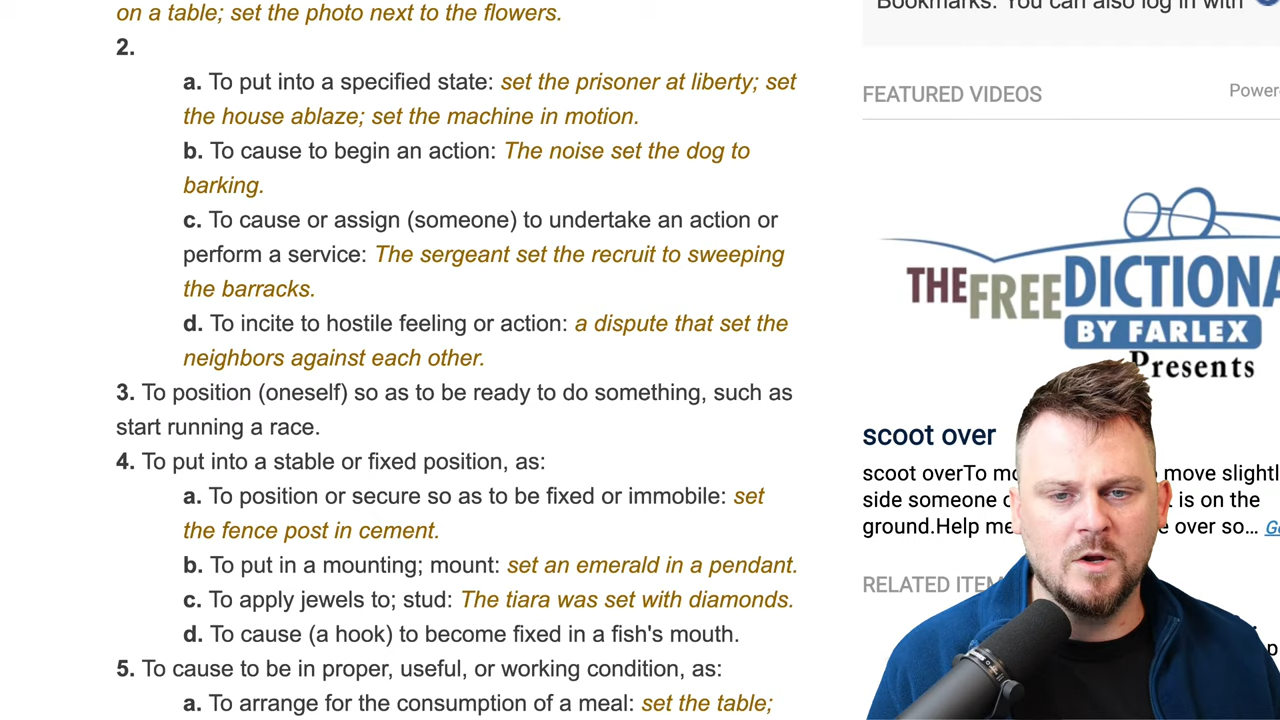 on a table; set the photo next to the flowers.
2.
a. To put into a specified state: set the prisoner at liberty; set
the house ablaze; set the machine in motion.
b. To cause to begin an action: The noise set the dog to
barking.
c. To cause or assign (someone) to undertake an action or
perform a service: The sergeant set the recruit to sweeping
the barracks.
d. To incite to hostile feeling or action: a dispute that set the
neighbors against each other.
3. To position (oneself) so as to be ready to do something, such as
start running a race.
4. To put into a stable or fixed position, as:
a. To position or secure so as to be fixed or immobile: set
the fence post in cement.
b. To put in a mounting; mount: set an emerald in a pendant.
c. To apply jewels to; stud: The tiara was set with diamonds.
d. To cause (a hook) to become fixed in a fish's mouth.
5. To cause to be in proper, useful, or working condition, as:
a. To arrange for the consumption of a meal: set the table;
Bookmarks. You can also log in with
FEATURED VIDEOS
THE FREE
BY FARLEX
Presents
scoot over
scoot overTo move slightl
side someone is on the
ground.Help me over so…
RELATED